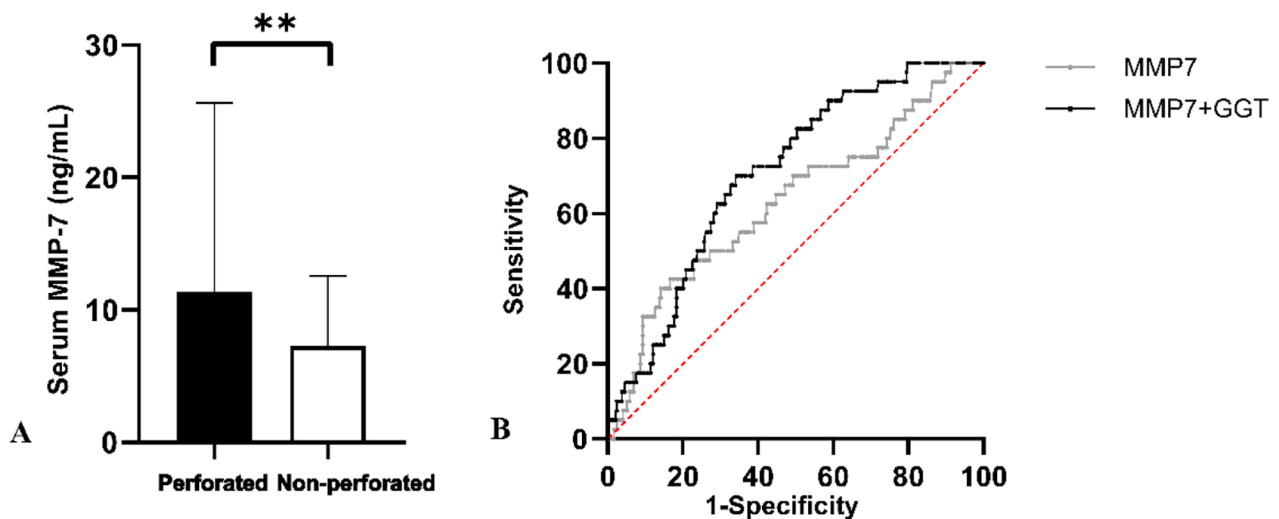 **
Serum MMP-7 (ng/mL)
30
20
10
0
Perforated Non-perforated
A
Sensitivity
100
80
60
40
20
0
0 20 40 60 80 100
1-Specificity
B
MMP7
MMP7+GGT